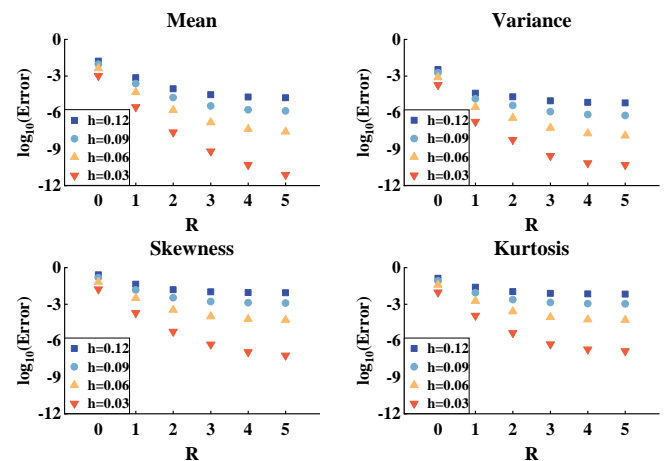 Mean
0
-3
-6
-9
-12
log10(Error)
h=0.12
h=0.09
h=0.06
h=0.03
0 1 2 3 4 5
R
Variance
0
-3
-6
-9
-12
log10(Error)
h=0.12
h=0.09
h=0.06
h=0.03
0 1 2 3 4 5
R
Skewness
0
-3
-6
-9
-12
log10(Error)
h=0.12
h=0.09
h=0.06
h=0.03
0 1 2 3 4 5
R
Kurtosis
0
-3
-6
-9
-12
log10(Error)
h=0.12
h=0.09
h=0.06
h=0.03
0 1 2 3 4 5
R